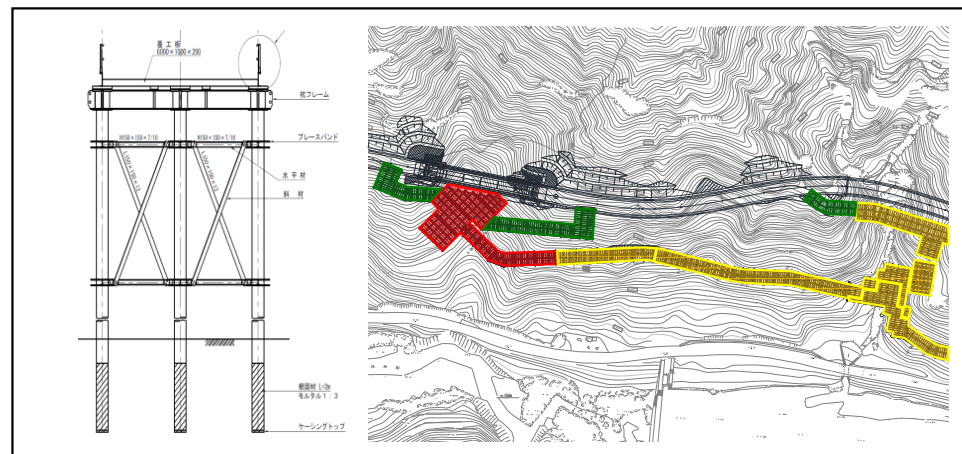 覆工板
6000×1000×200
杭フレーム
ブレースバンド
H150×150×7/10
H150×150×7/10
水平材
斜材
根固材 L=2m
モルタル1:3
ケーシングトップ